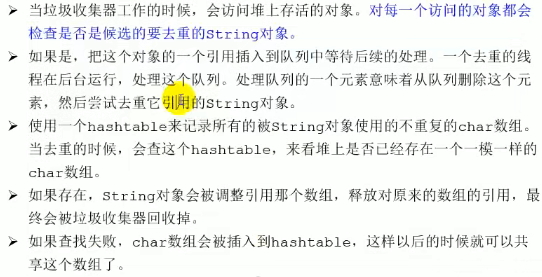 ➤ 当垃圾收集器工作的时候，会访问堆上存活的对象。对每一个访问的对象都会
检查是否是候选的要去重的String对象。
➤ 如果是，把这个对象的一个引用插入到队列中等待后续的处理。一个去重的线
程在后台运行，处理这个队列。处理队列的一个元素意味着从队列删除这个元
素，然后尝试去重它引用的String对象。
➤ 使用一个hashtable来记录所有的被String对象使用的不重复的char数组。
当去重的时候，会查这个hashtable，来看堆上是否已经存在一个一模一样的
char数组。
➤ 如果存在，String对象会被调整引用那个数组，释放对原来的数组的引用，最
终会被垃圾收集器回收掉。
➤ 如果查找失败，char数组会被插入到hashtable，这样以后的时候就可以共
享这个数组了。